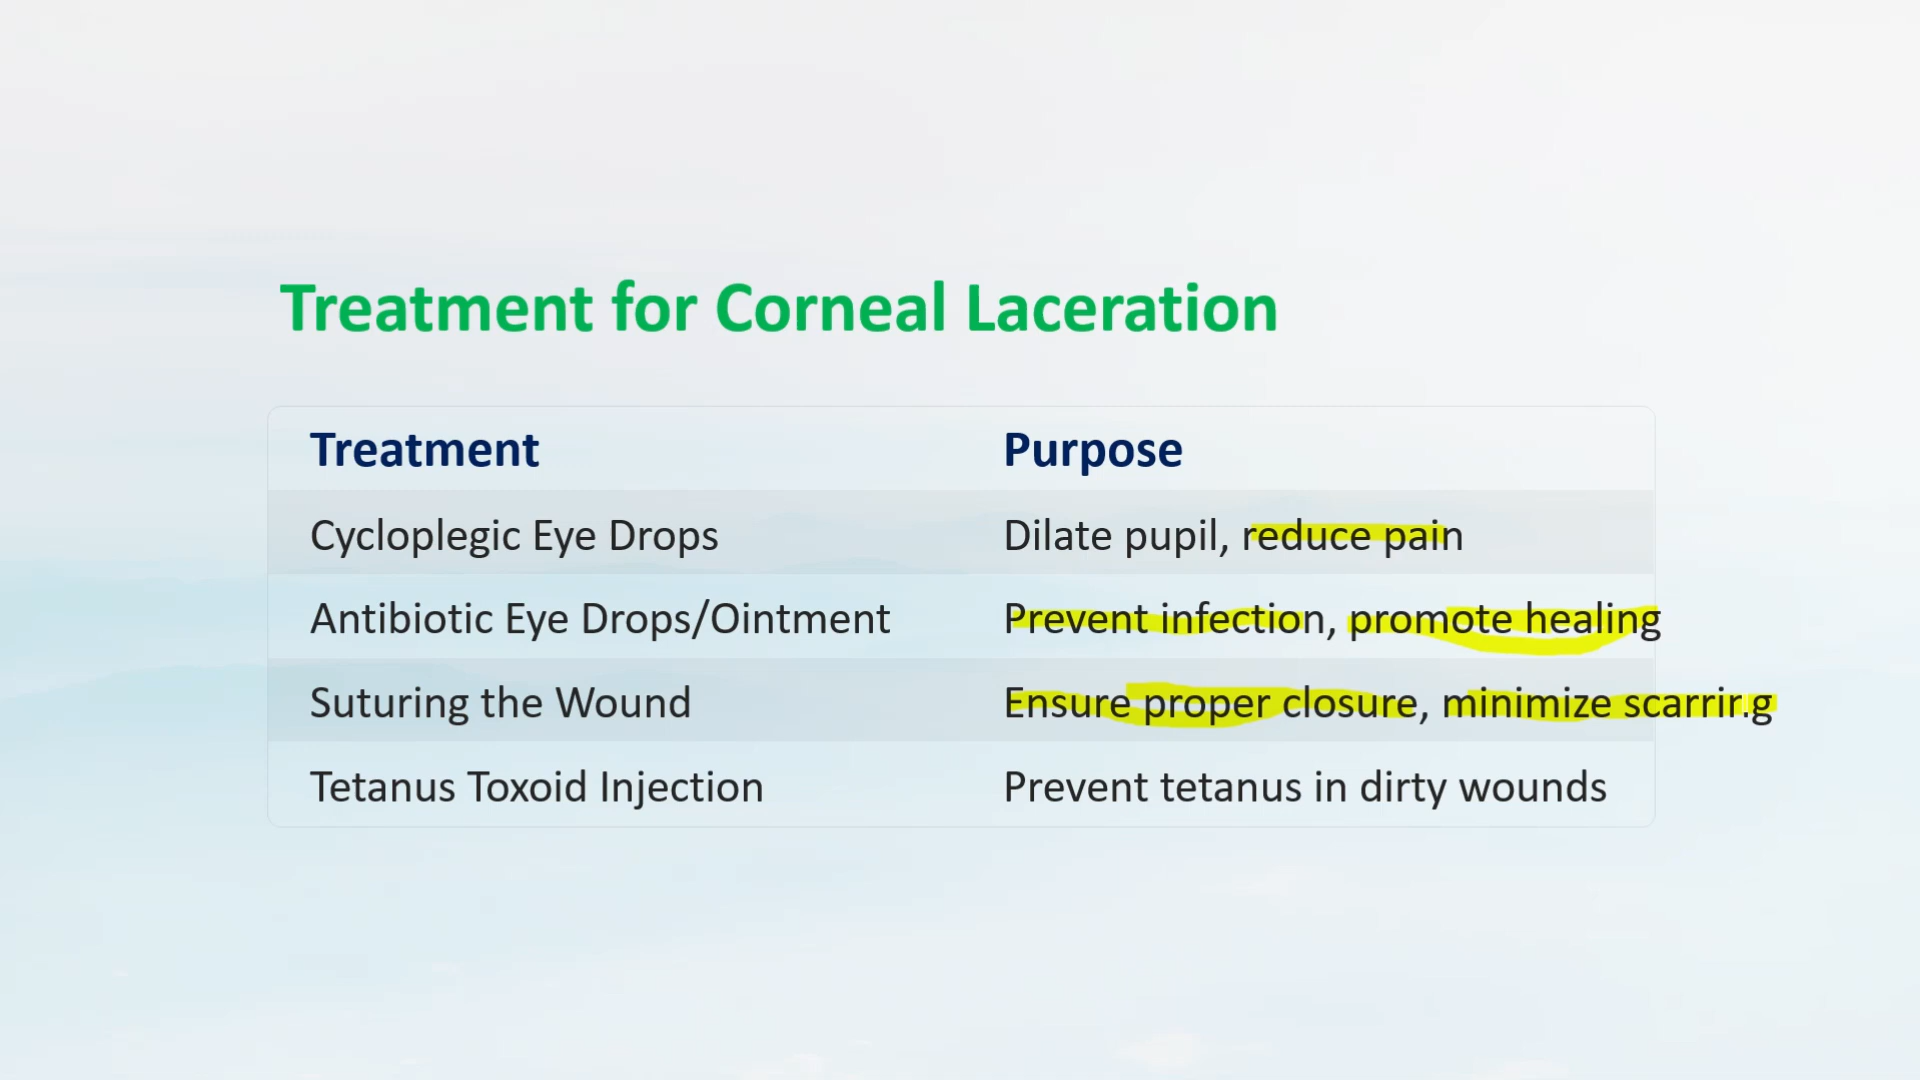 Treatment for Corneal Laceration
Treatment Purpose
Cycloplegic Eye Drops Dilate pupil, reduce pain
Antibiotic Eye Drops/Ointment Prevent infection, promote healing
Suturing the Wound Ensure proper closure, minimize scarring
Tetanus Toxoid Injection Prevent tetanus in dirty wounds